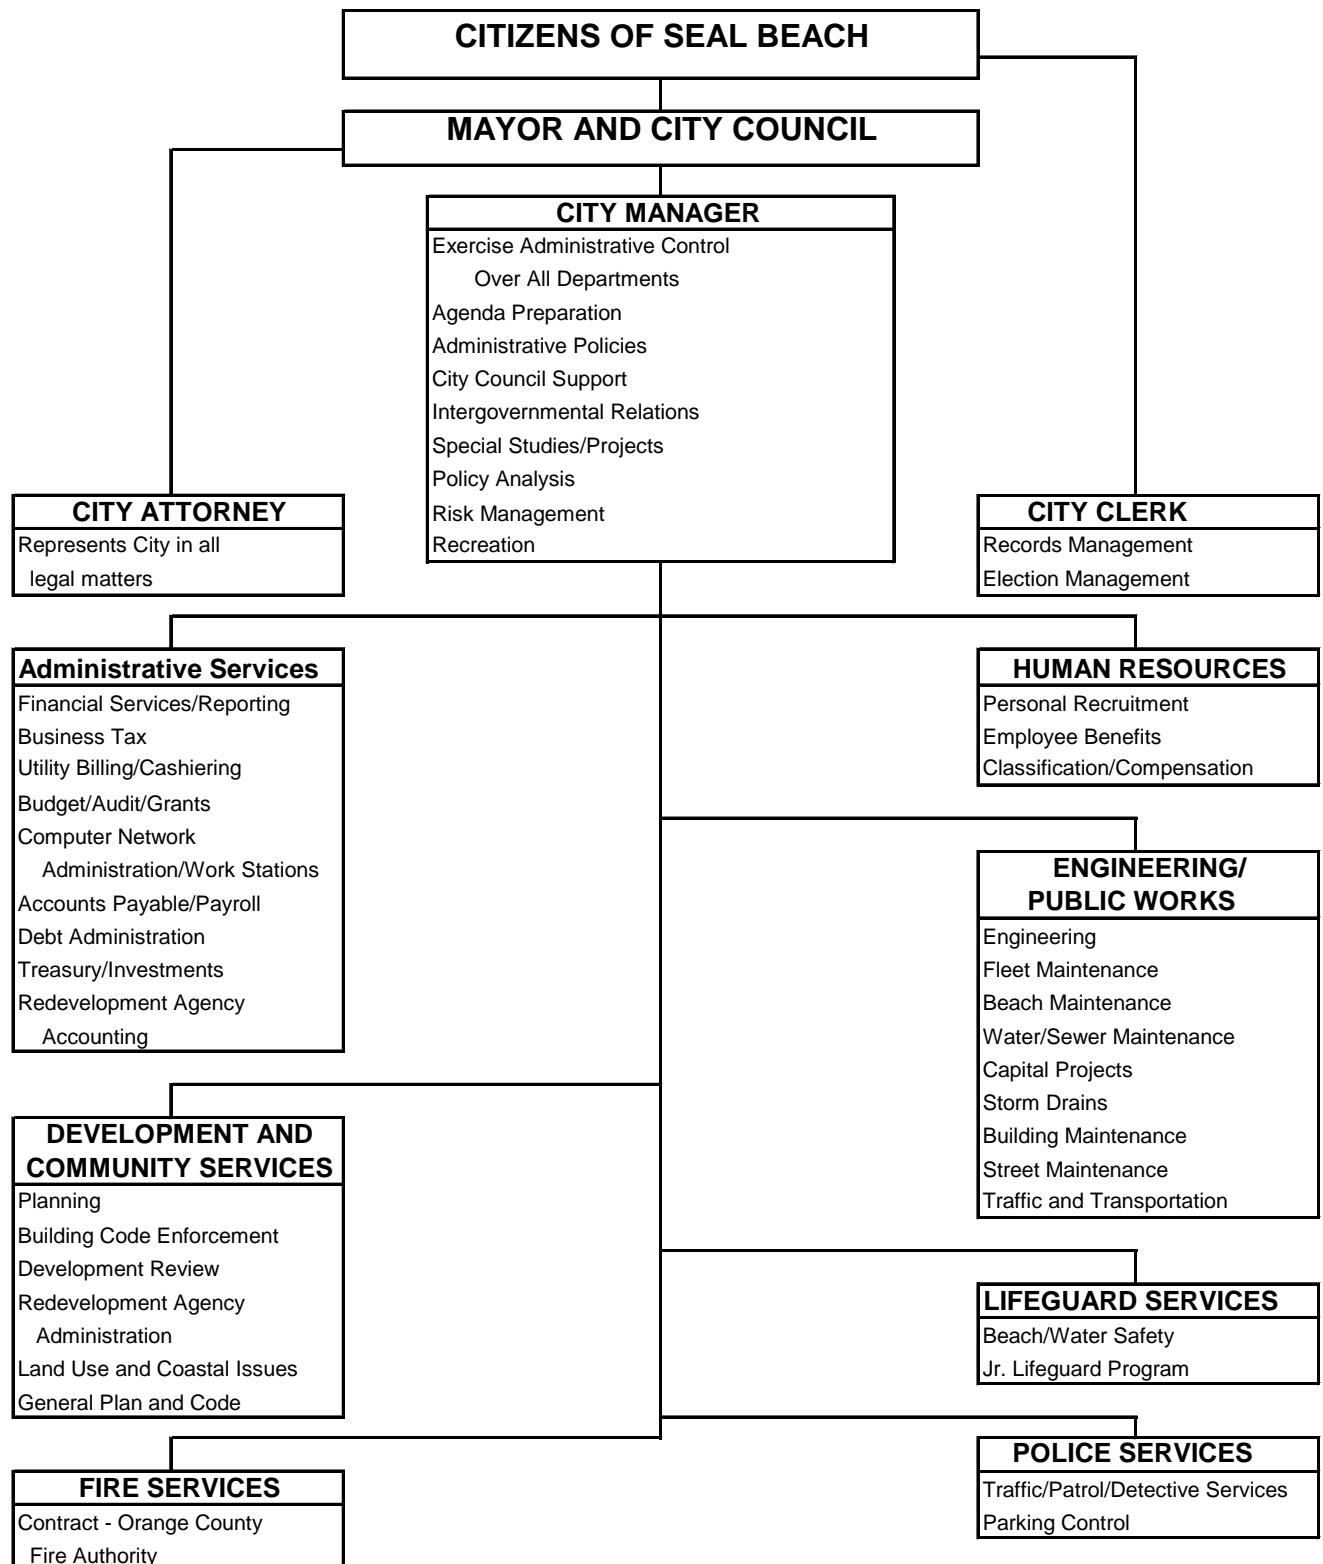 CITIZENS OF SEAL BEACH
MAYOR AND CITY COUNCIL
CITY MANAGER
Exercise Administrative Control
Over All Departments
Agenda Preparation
Administrative Policies
City Council Support
Intergovernmental Relations
Special Studies/Projects
Policy Analysis
Risk Management
Recreation
CITY ATTORNEY
Represents City in all
legal matters
CITY CLERK
Records Management
Election Management
Administrative Services
Financial Services/Reporting
Business Tax
Utility Billing/Cashiering
Budget/Audit/Grants
Computer Network
Administration/Work Stations
Accounts Payable/Payroll
Debt Administration
Treasury/Investments
Redevelopment Agency
Accounting
HUMAN RESOURCES
Personal Recruitment
Employee Benefits
Classification/Compensation
ENGINEERING/
PUBLIC WORKS
Engineering
Fleet Maintenance
Beach Maintenance
Water/Sewer Maintenance
Capital Projects
Storm Drains
Building Maintenance
Street Maintenance
Traffic and Transportation
DEVELOPMENT AND
COMMUNITY SERVICES
Planning
Building Code Enforcement
Development Review
Redevelopment Agency
Administration
Land Use and Coastal Issues
General Plan and Code
LIFEGUARD SERVICES
Beach/Water Safety
Jr. Lifeguard Program
FIRE SERVICES
Contract - Orange County
Fire Authority
POLICE SERVICES
Traffic/Patrol/Detective Services
Parking Control